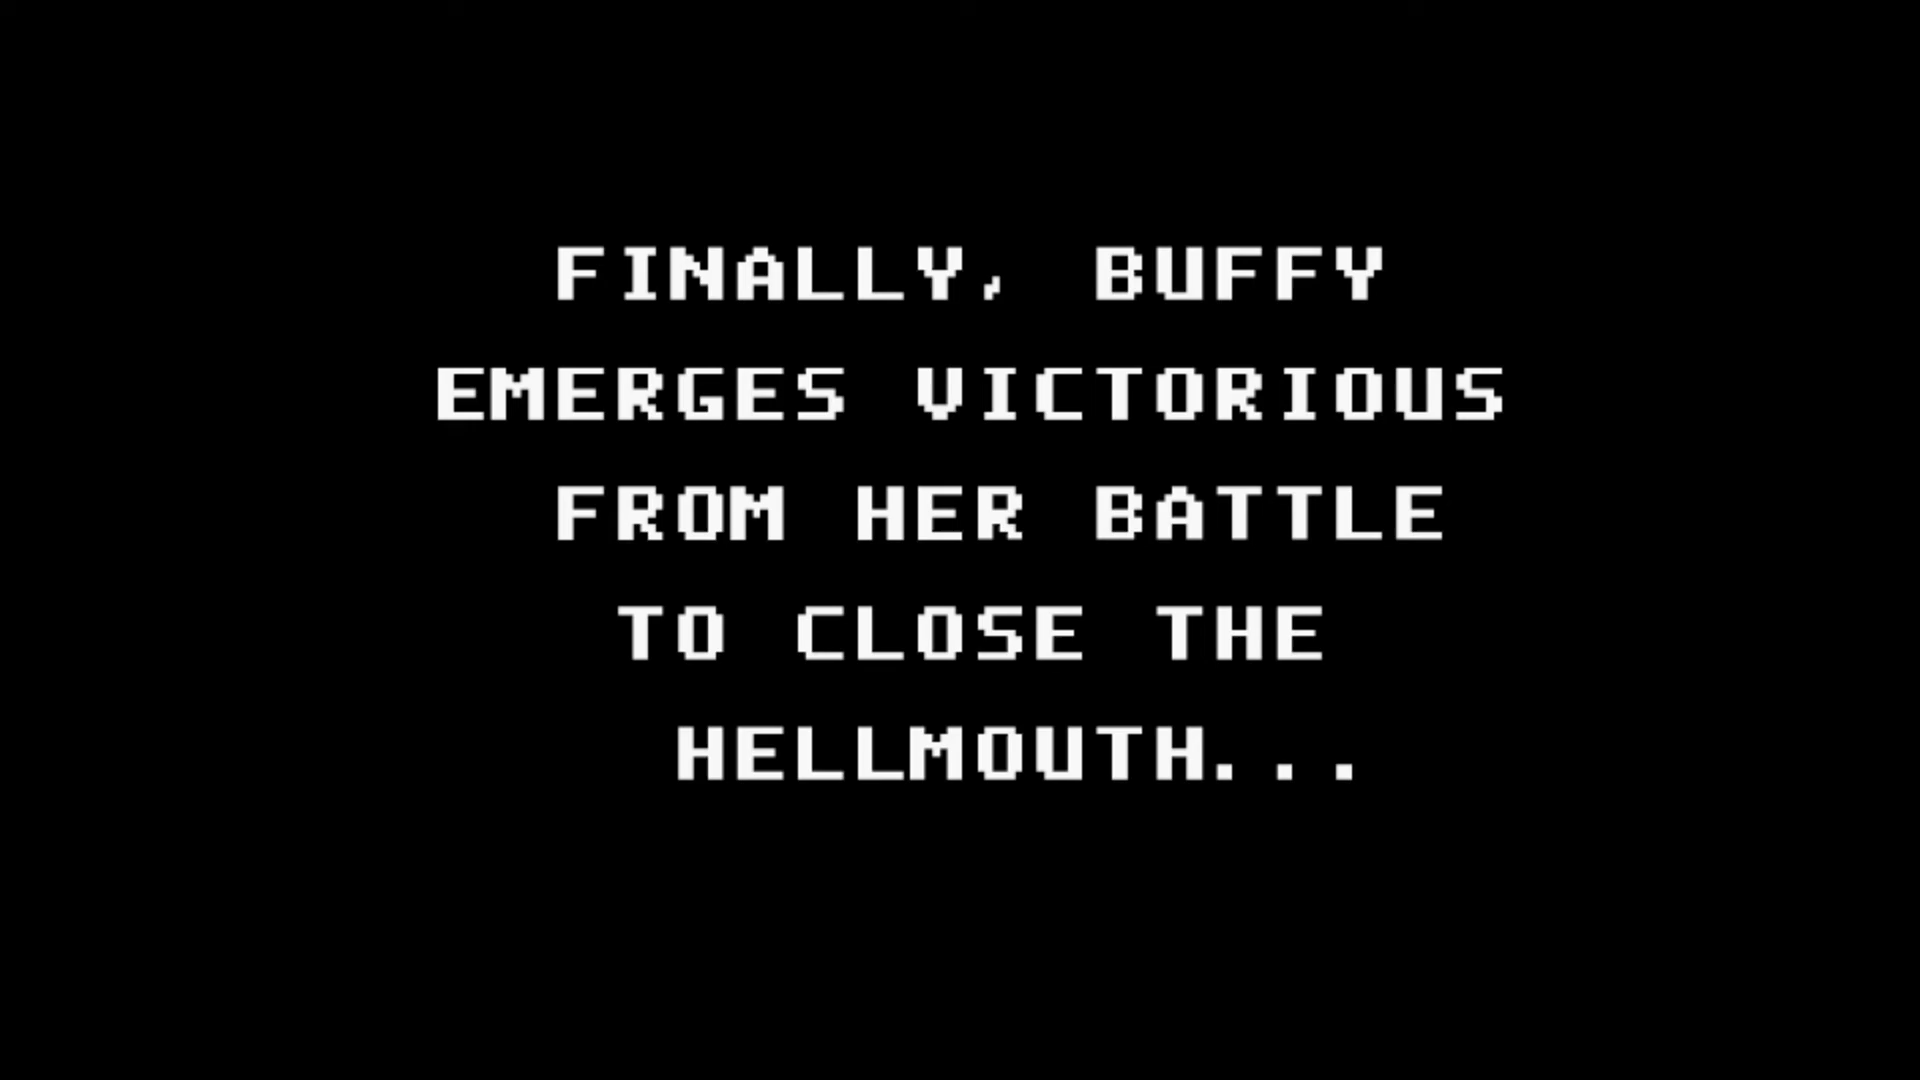 FINALLY, BUFFY
EMERGES VICTORIOUS
FROM HER BATTLE
TO CLOSE THE
HELLMOUTH...